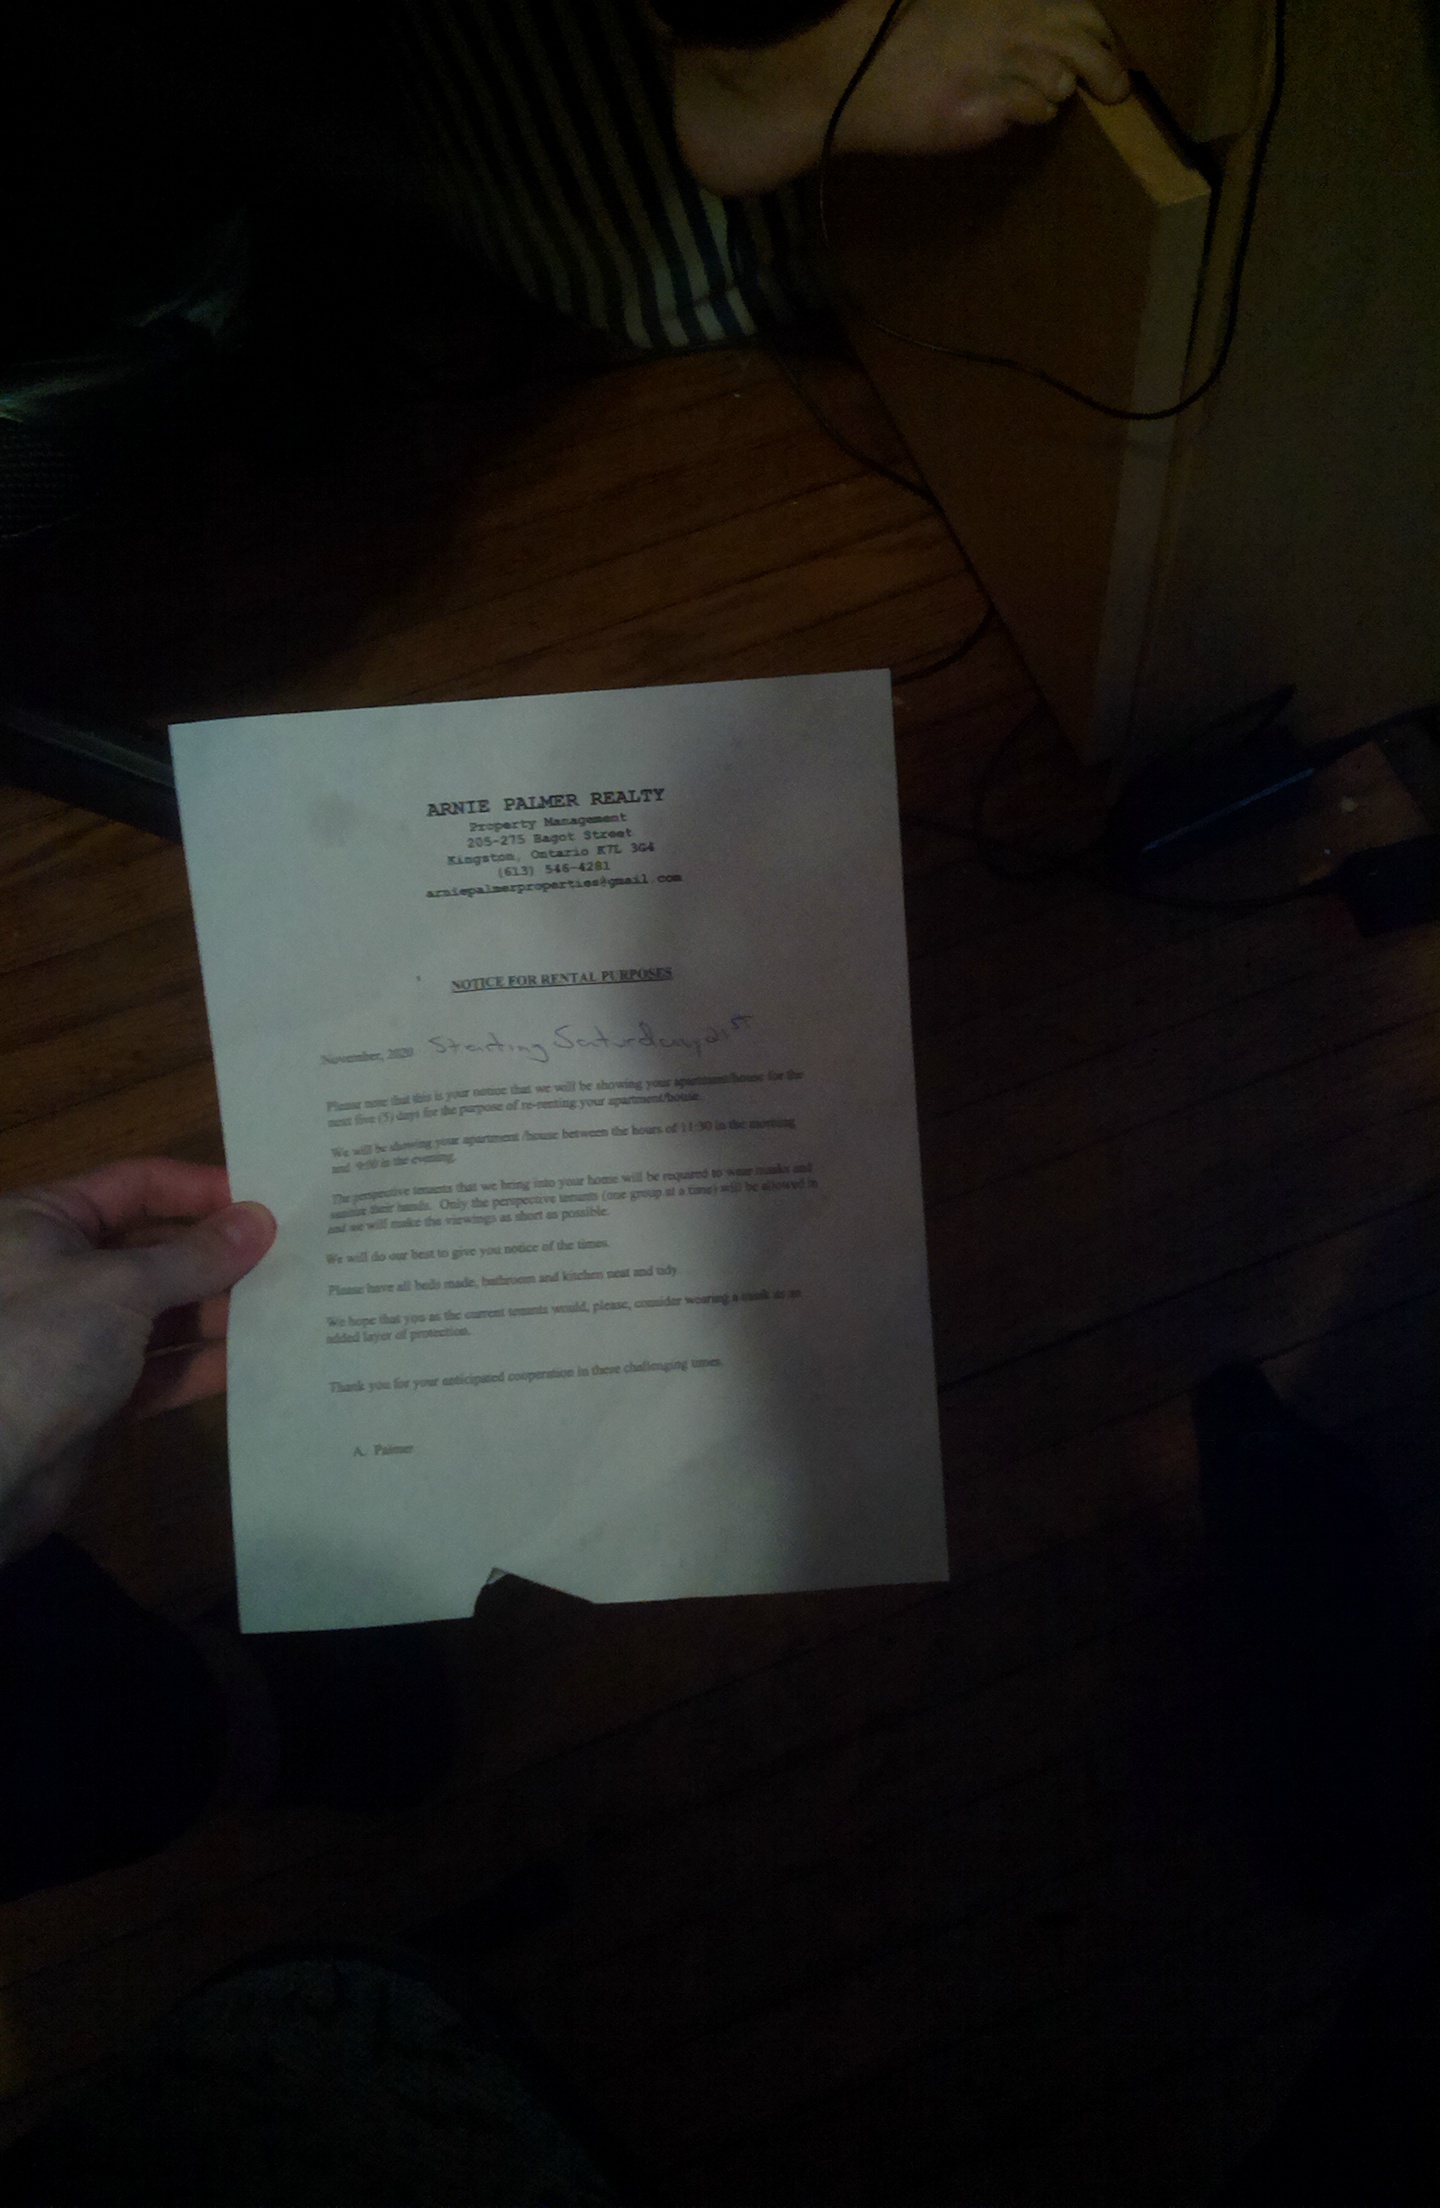 ARNIE PALMER REALTY
Property Management
205-275 Bagot Street
Kingston, Ontario K7L 3G4
(613) 546-4281
arniepalmerproperties@gmail.com
NOTICE FOR RENTAL PURPOSES
November, 2020 Starting Saturday 21st
Please note that this is your notice that we will be showing your apartment/house for the
next five (5) days for the purpose of re-renting your apartment/house.
We will be showing your apartment /house between the hours of 11:30 in the morning
and 9:00 in the evening.
The perspective tenants that we bring into your home will be required to wear masks and
sanitize their hands. Only the perspective tenants (one group at a time) will be allowed in
and we will make the viewings as short as possible.
We will do our best to give you notice of the times.
Please have all beds made, bathroom and kitchen neat and tidy.
We hope that you as the current tenants would, please, consider wearing a mask as an
added layer of protection.
Thank you for your anticipated cooperation in these challenging times.
A. Palmer